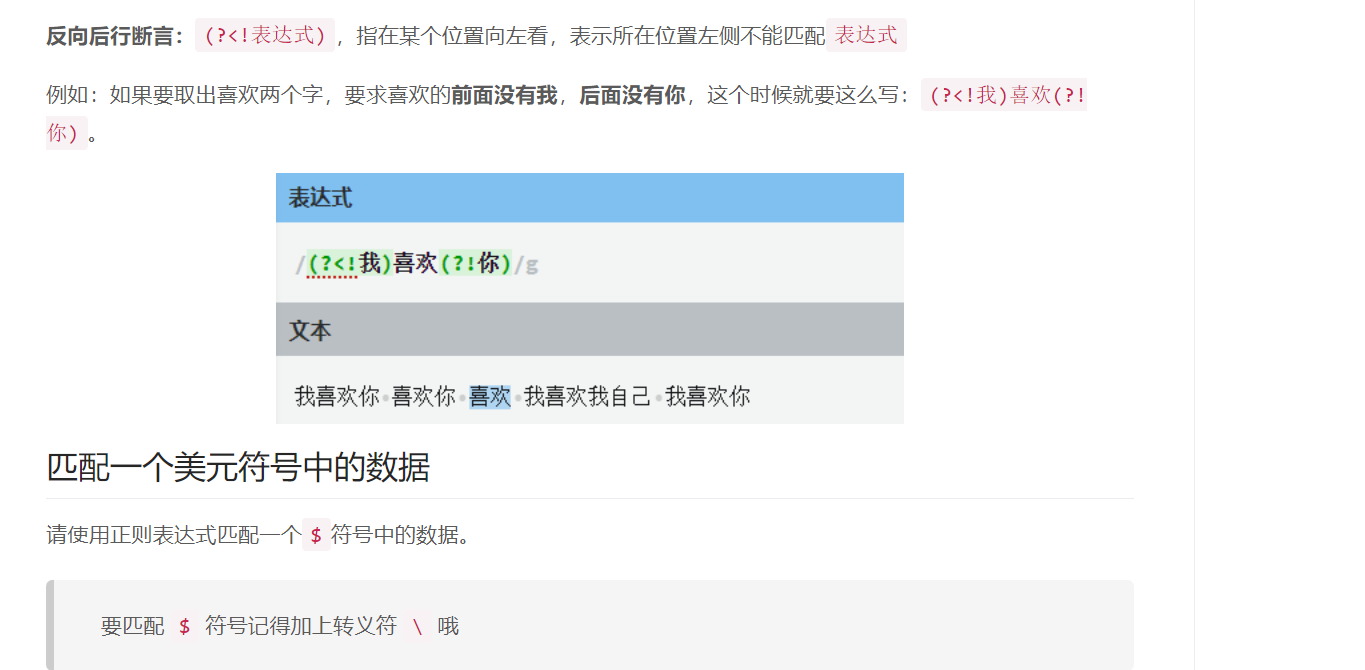 反向后行断言：(?<!表达式)，指在某个位置向左看，表示所在位置左侧不能匹配表达式
例如：如果要取出喜欢两个字，要求喜欢的前面没有我，后面没有你，这个时候就要这么写：(?<!我)喜欢(?!
你)。
表达式
/(?<!我)喜欢(?!你)/g
文本
我喜欢你·喜欢你·喜欢·我喜欢我自己·我喜欢你
匹配一个美元符号中的数据
请使用正则表达式匹配一个$符号中的数据。
要匹配 $ 符号记得加上转义符 \ 哦